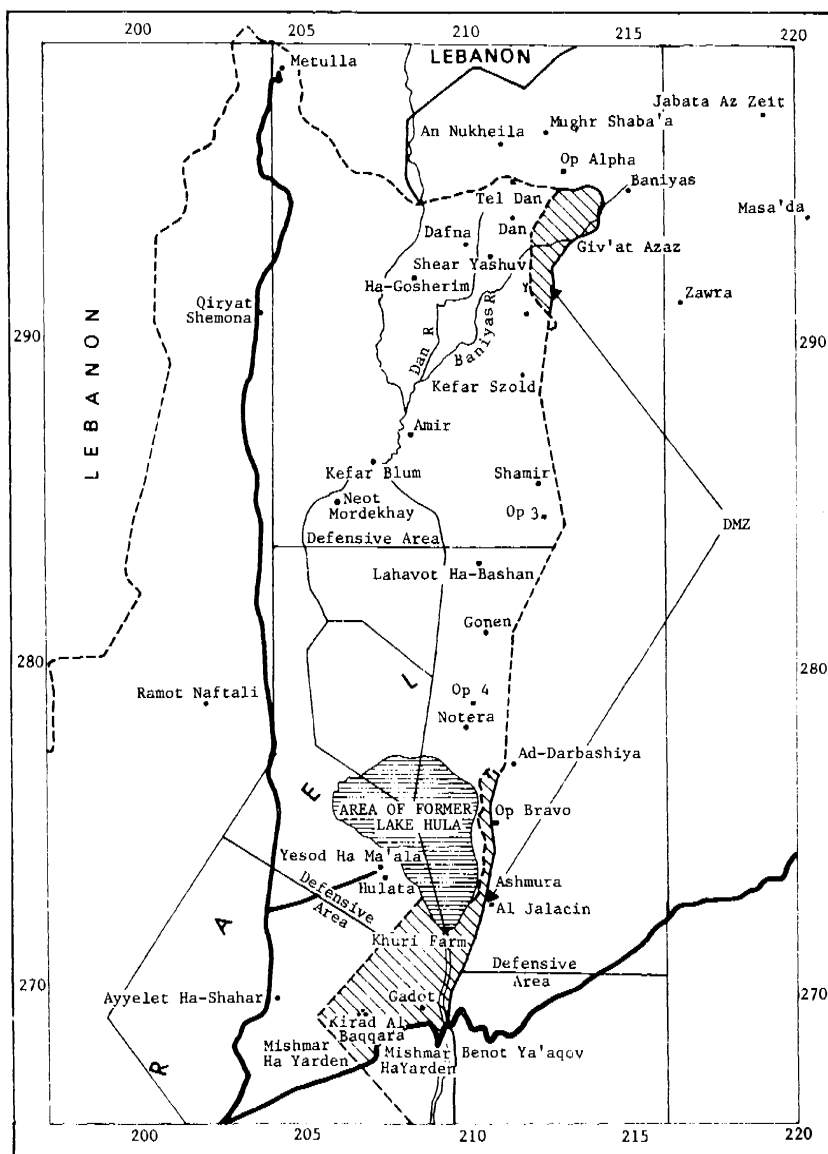 200
205
210
215
220
LEBANON
Metulla
Jabata Az Zeit
An Nukheila
Mughr Shaba'a
Op Alpha
Baniyas
Tel Dan
Masa'da
Dan
Dafna
Giv'at Azaz
Shear Yashuv
Ha-Gosherim
Y
Zawra
Qiryat
Shemona
290
290
Dan R
Baniyas R
LEBANON
Kefar Szold
Amir
Kefar Blum
Shamir
Neot
Mordekhay
Op 3
DMZ
Defensive Area
Lahavot Ha-Bashan
Gonen
280
280
Ramot Naftali
L
Op 4
Notera
Ad-Darbashiya
E
AREA OF FORMER
LAKE HULA
Op Bravo
Yesod Ha Ma'ala
Hulata
Defensive
Area
Ashmura
Al Jalacin
A
Khuri Farm
Defensive
Area
270
270
Ayyelet Ha-Shahar
Gadot
Kirad Al
Baqqara
Mishmar
Ha Yarden
Mishmar
HaYarden
Benot Ya'aqov
R
200
205
210
215
220